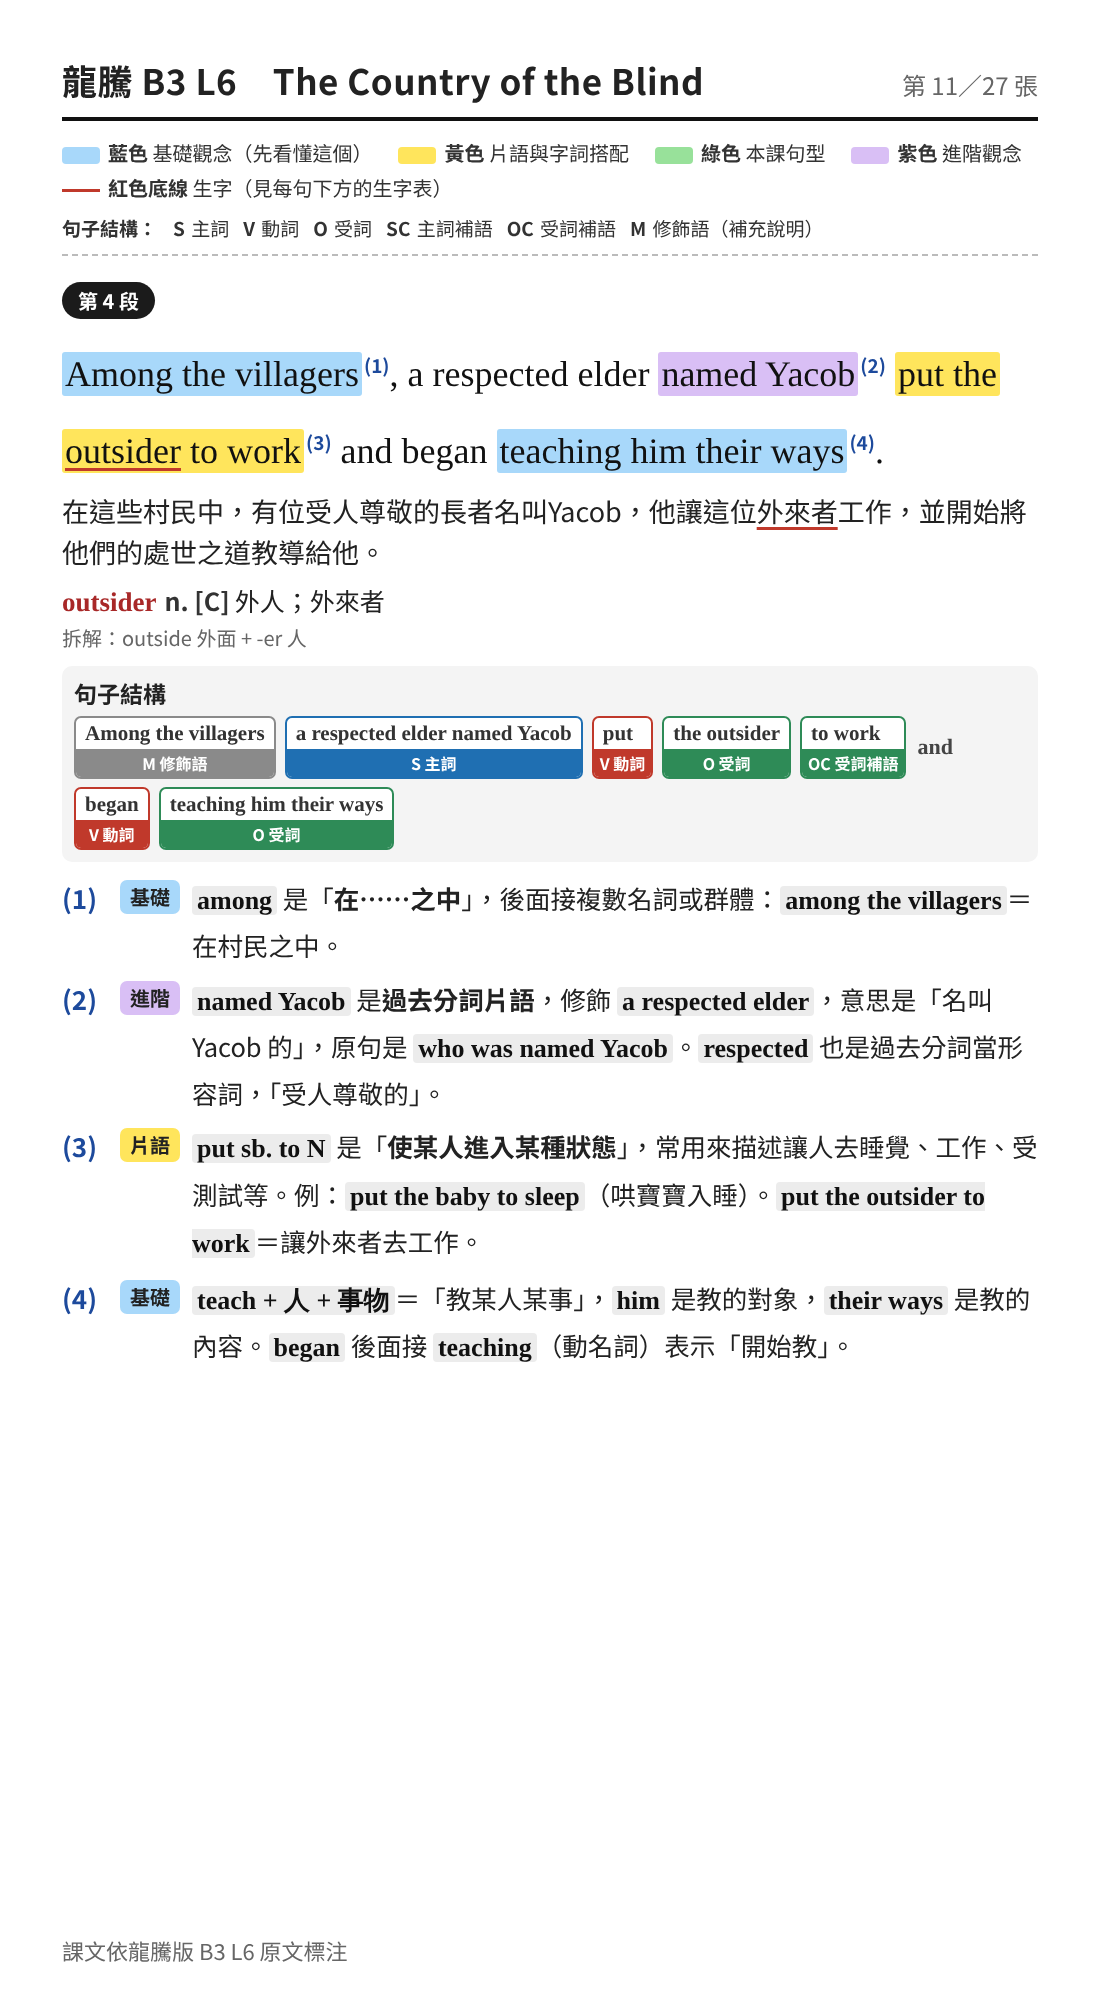 龍騰 B3 L6　The Country of the Blind
第 11／27 張
藍色 基礎觀念（先看懂這個） 黃色 片語與字詞搭配 綠色 本課句型 紫色 進階觀念
紅色底線 生字（見每句下方的生字表）
句子結構： S 主詞 V 動詞 O 受詞 SC 主詞補語 OC 受詞補語 M 修飾語（補充說明）
第 4 段
Among the villagers(1), a respected elder named Yacob(2) put the
outsider to work(3) and began teaching him their ways(4).
在這些村民中，有位受人尊敬的長者名叫Yacob，他讓這位外來者工作，並開始將
他們的處世之道教導給他。
outsider n. [C] 外人；外來者
拆解：outside 外面 + -er 人
句子結構
Among the villagers a respected elder named Yacob put the outsider to work and
M 修飾語 S 主詞 V 動詞 O 受詞 OC 受詞補語
began teaching him their ways
V 動詞 O 受詞
(1) 基礎 among 是「在……之中」，後面接複數名詞或群體：among the villagers＝
在村民之中。
(2) 進階 named Yacob 是過去分詞片語，修飾 a respected elder，意思是「名叫
Yacob 的」，原句是 who was named Yacob。respected 也是過去分詞當形
容詞，「受人尊敬的」。
(3) 片語 put sb. to N 是「使某人進入某種狀態」，常用來描述讓人去睡覺、工作、受
測試等。例：put the baby to sleep（哄寶寶入睡）。put the outsider to
work＝讓外來者去工作。
(4) 基礎 teach + 人 + 事物＝「教某人某事」，him 是教的對象，their ways 是教的
內容。began 後面接 teaching（動名詞）表示「開始教」。
課文依龍騰版 B3 L6 原文標注